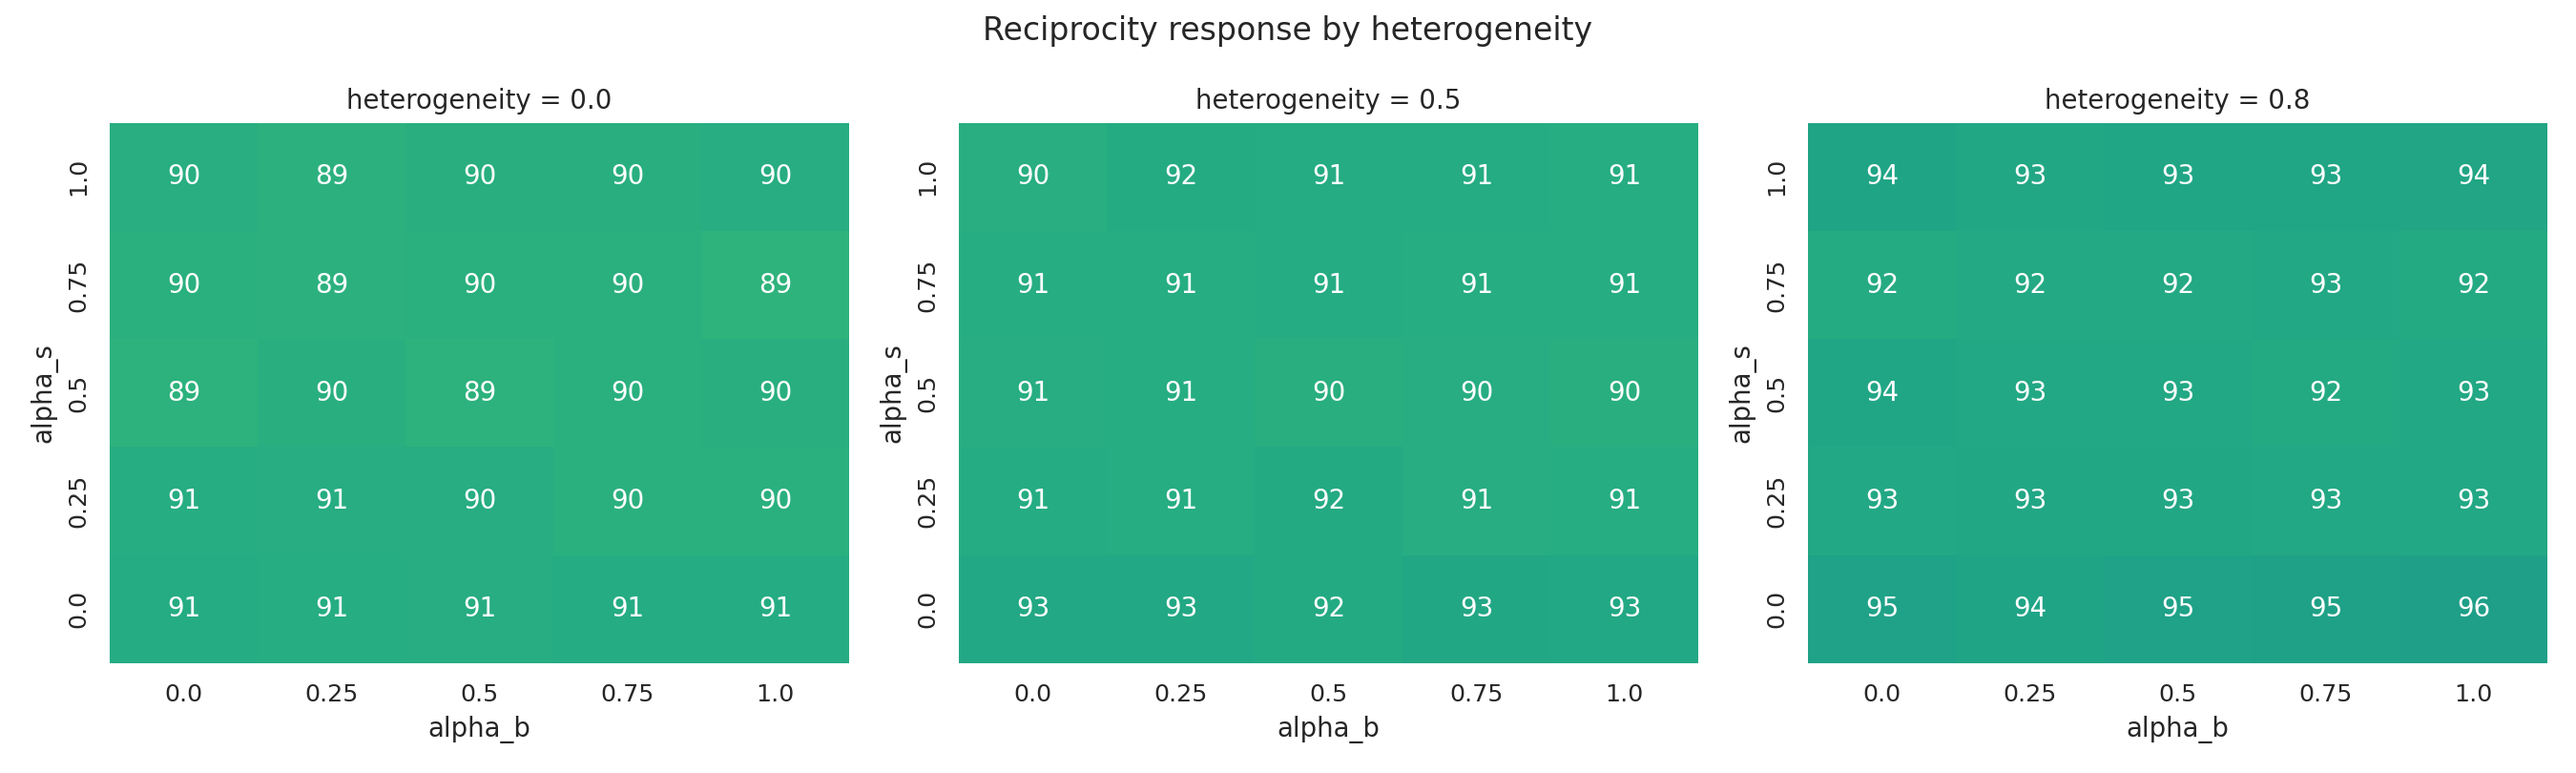 Reciprocity response by heterogeneity
heterogeneity = 0.0
alpha_s
1.0 90 89 90 90 90
0.75 90 89 90 90 89
0.5 89 90 89 90 90
0.25 91 91 90 90 90
0.0 91 91 91 91 91
0.0 0.25 0.5 0.75 1.0
alpha_b
heterogeneity = 0.5
alpha_s
1.0 90 92 91 91 91
0.75 91 91 91 91 91
0.5 91 91 90 90 90
0.25 91 91 92 91 91
0.0 93 93 92 93 93
0.0 0.25 0.5 0.75 1.0
alpha_b
heterogeneity = 0.8
alpha_s
1.0 94 93 93 93 94
0.75 92 92 92 93 92
0.5 94 93 93 92 93
0.25 93 93 93 93 93
0.0 95 94 95 95 96
0.0 0.25 0.5 0.75 1.0
alpha_b